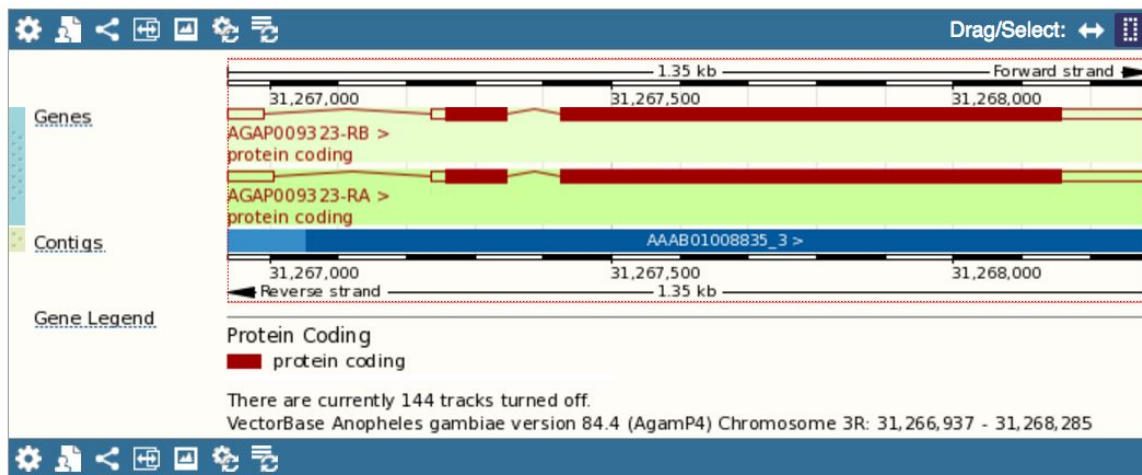 Drag/Select:
1.35 kb
Forward strand
31,267,000 31,267,500 31,268,000
Genes
AGAP009323-RB >
protein coding
AGAP009323-RA >
protein coding
Contigs
AAAB01008835_3 >
31,267,000 31,267,500 31,268,000
Reverse strand
1.35 kb
Gene Legend
Protein Coding
protein coding
There are currently 144 tracks turned off.
VectorBase Anopheles gambiae version 84.4 (AgamP4) Chromosome 3R: 31,266,937 - 31,268,285